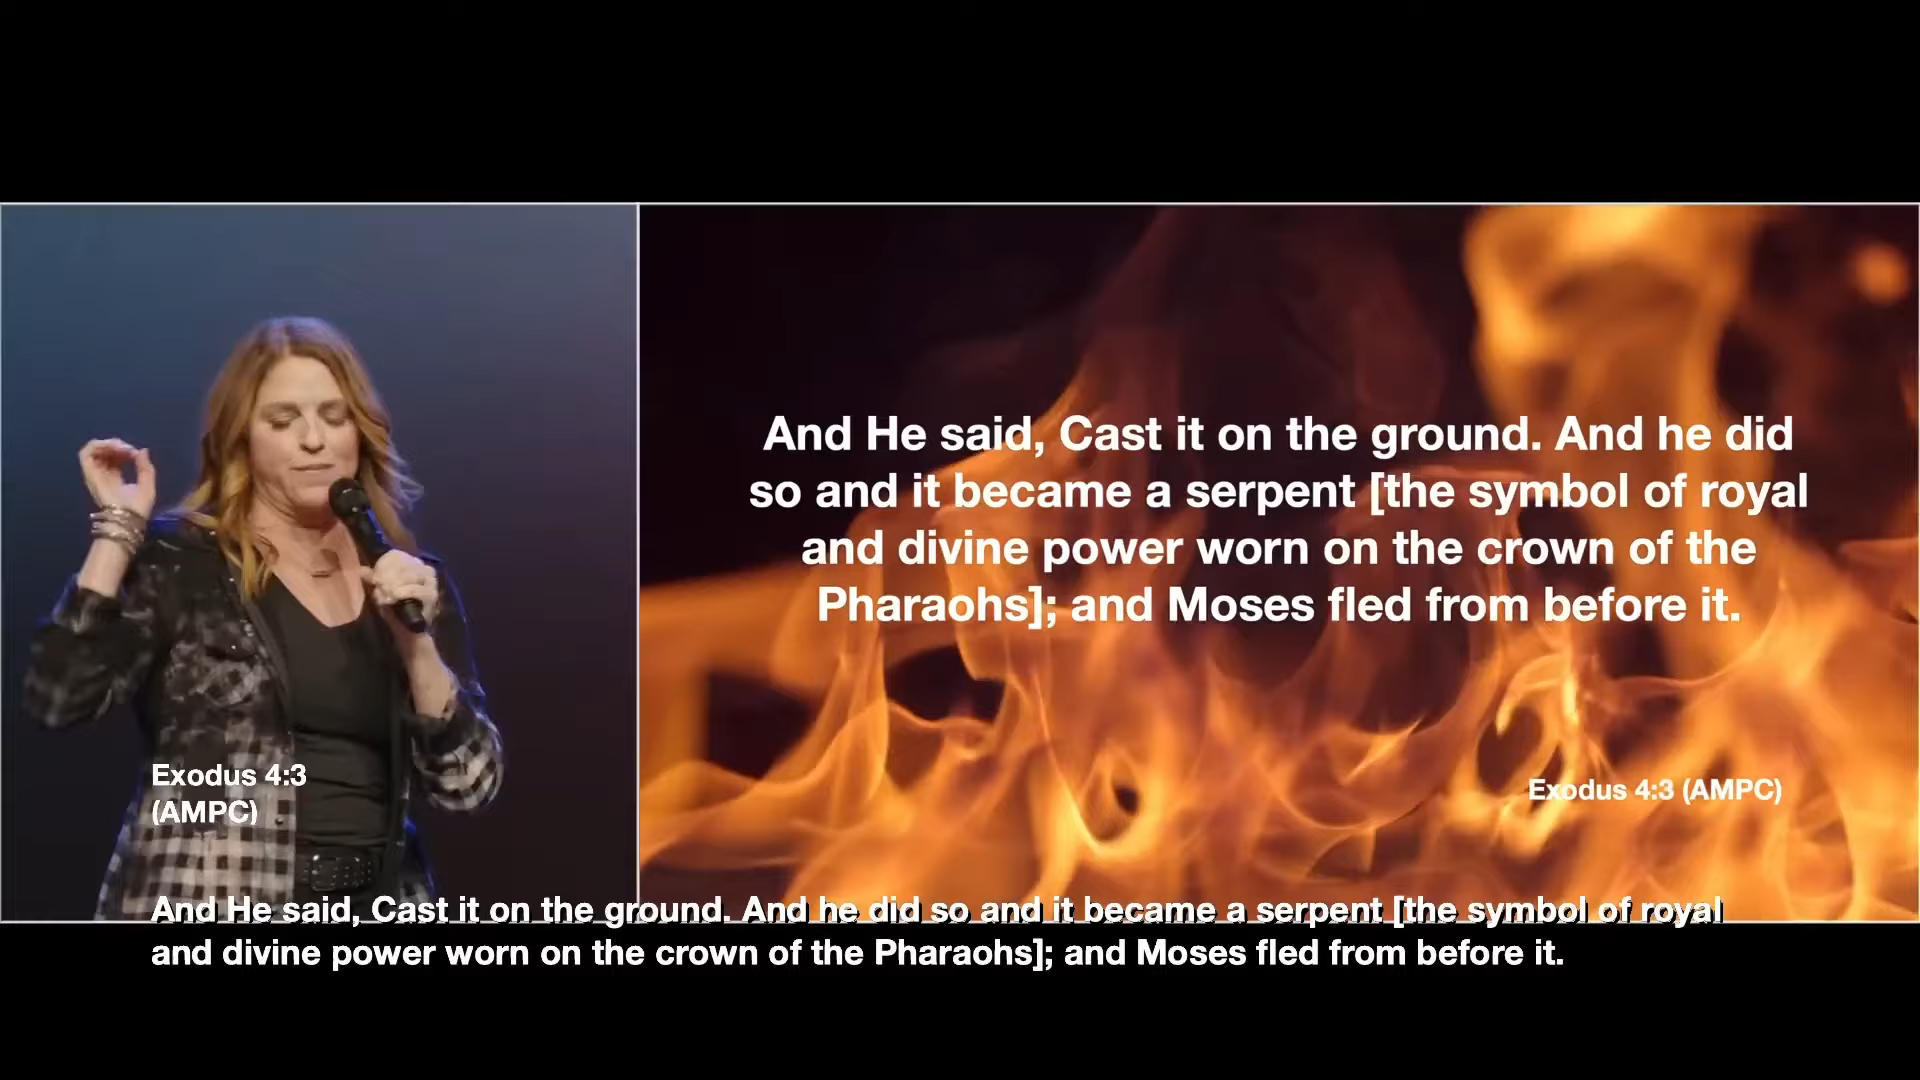 And He said, Cast it on the ground. And he did
so and it became a serpent [the symbol of royal
and divine power worn on the crown of the
Pharaohs]; and Moses fled from before it.
Exodus 4:3 (AMPC)
Exodus 4:3
(AMPC)
And He said, Cast it on the ground. And he did so and it became a serpent [the symbol of royal
and divine power worn on the crown of the Pharaohs]; and Moses fled from before it.